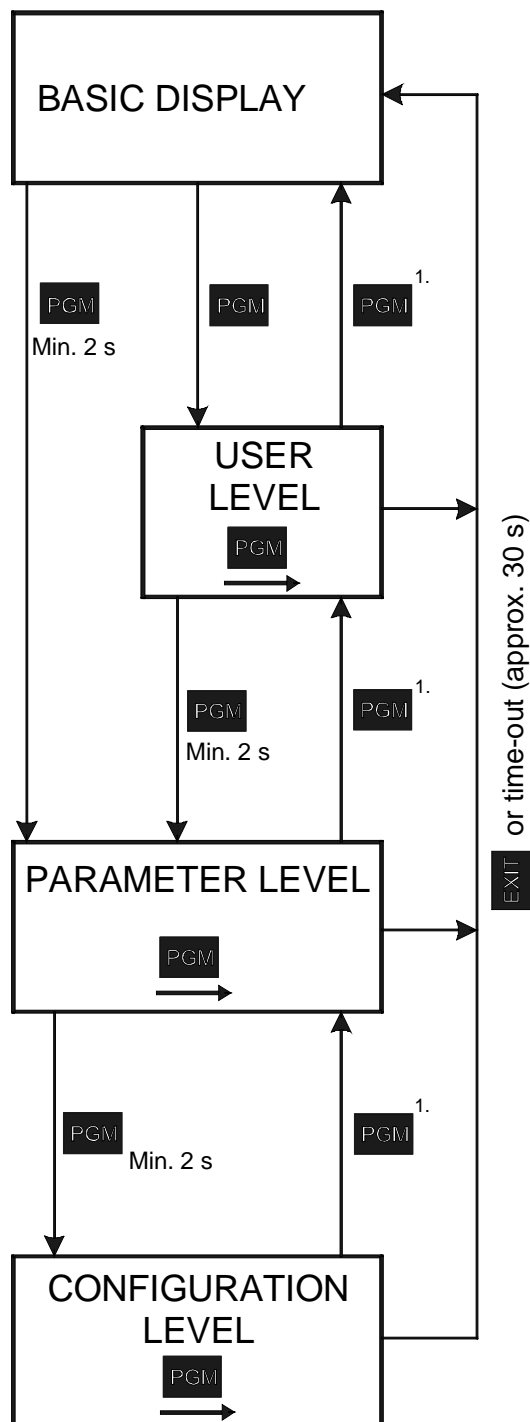 BASIC DISPLAY
PGM
Min. 2 s
PGM
PGM 1.
USER
LEVEL
PGM
PGM
Min. 2 s
PGM 1.
EXIT or time-out (approx. 30 s)
PARAMETER LEVEL
PGM
PGM
Min. 2 s
PGM 1.
CONFIGURATION
LEVEL
PGM